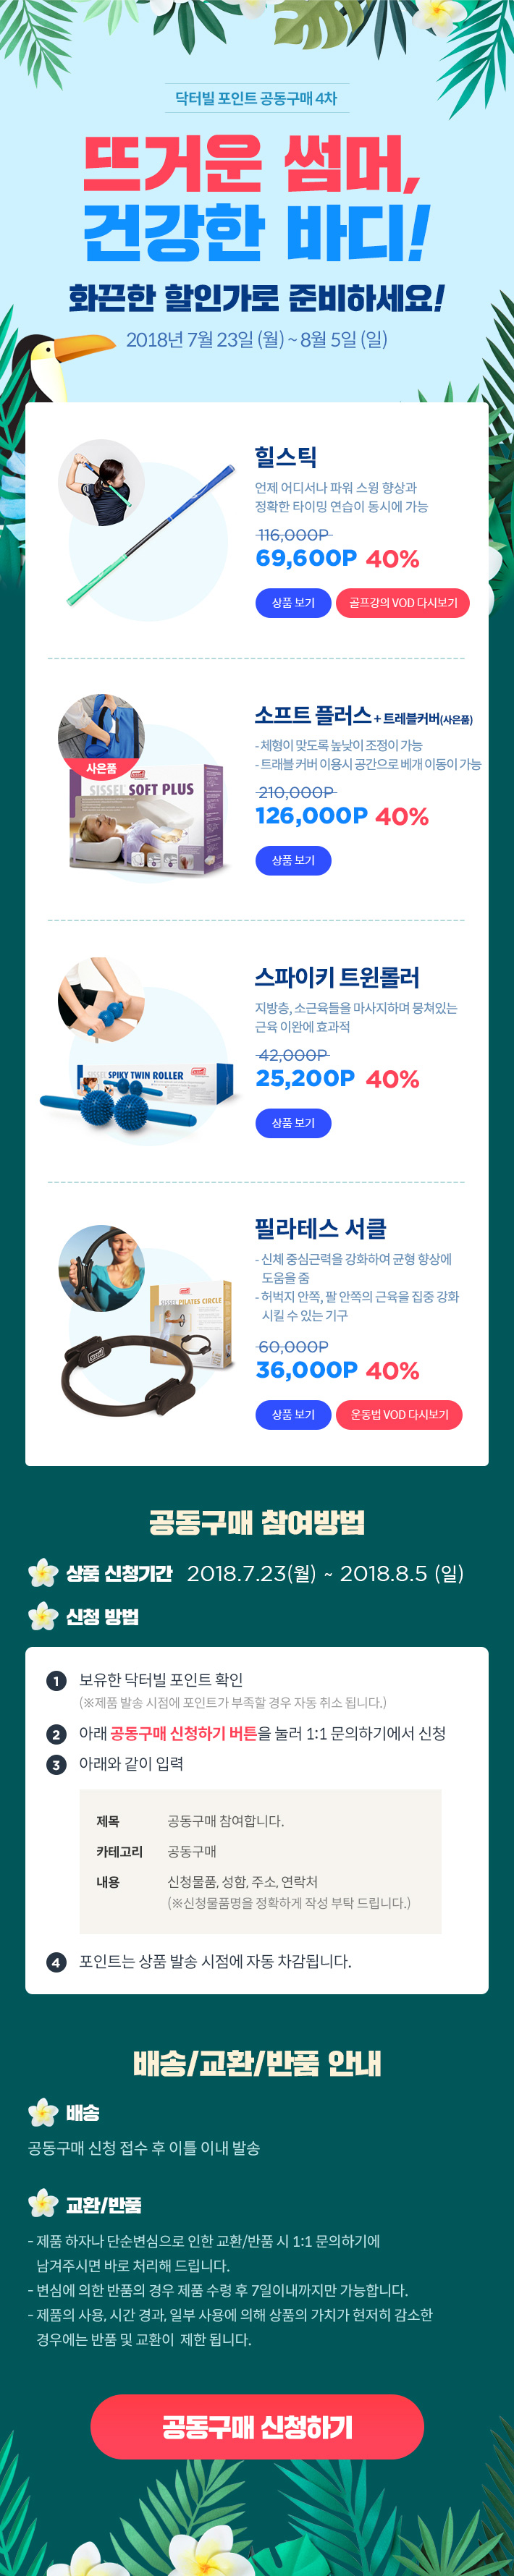 닥터빌 포인트 공동구매 4차
뜨거운 썸머,
건강한 바디!
화끈한 할인가로 준비하세요!
2018년 7월 23일 (월) ~ 8월 5일 (일)
힐스틱
언제 어디서나 파워 스윙 향상과
정확한 타이밍 연습이 동시에 가능
116,000P
69,600P 40%
상품 보기
골프강의 VOD 다시보기
소프트 플러스 + 트레블커버(사은품)
- 체형이 맞도록 높낮이 조정이 가능
- 트래블 커버 이용시 공간으로 베개 이동이 가능
210,000P
126,000P 40%
상품 보기
사은품
SISSEL SOFT PLUS
스파이키 트윈롤러
지방층, 소근육들을 마사지하며 뭉쳐있는
근육 이완에 효과적
42,000P
25,200P 40%
상품 보기
SPIKY TWIN ROLLER
필라테스 서클
- 신체 중심근력을 강화하여 균형 향상에
도움을 줌
- 허벅지 안쪽, 팔 안쪽의 근육을 집중 강화
시킬 수 있는 기구
60,000P
36,000P 40%
상품 보기
운동법 VOD 다시보기
SISSEL PILATES CIRCLE
공동구매 참여방법
상품 신청기간 2018.7.23(월) ~ 2018.8.5 (일)
신청 방법
1 보유한 닥터빌 포인트 확인
(※제품 발송 시점에 포인트가 부족할 경우 자동 취소 됩니다.)
2 아래 공동구매 신청하기 버튼을 눌러 1:1 문의하기에서 신청
3 아래와 같이 입력
제목 공동구매 참여합니다.
카테고리 공동구매
내용 신청물품, 성함, 주소, 연락처
(※신청물품명을 정확하게 작성 부탁 드립니다.)
4 포인트는 상품 발송 시점에 자동 차감됩니다.
배송/교환/반품 안내
배송
공동구매 신청 접수 후 이틀 이내 발송
교환/반품
- 제품 하자나 단순변심으로 인한 교환/반품 시 1:1 문의하기에
남겨주시면 바로 처리해 드립니다.
- 변심에 의한 반품의 경우 제품 수령 후 7일이내까지만 가능합니다.
- 제품의 사용, 시간 경과, 일부 사용에 의해 상품의 가치가 현저히 감소한
경우에는 반품 및 교환이 제한 됩니다.
공동구매 신청하기